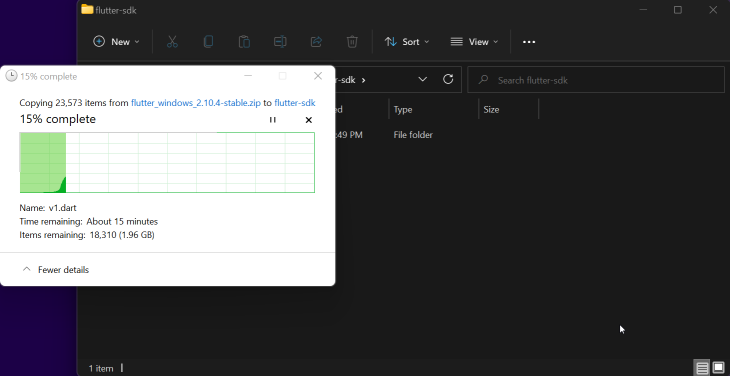 flutter-sdk
New
Sort
View
15% complete
r-sdk
Search flutter-sdk
Copying 23,573 items from flutter_windows_2.10.4-stable.zip to flutter-sdk
15% complete
ed
Type
Size
:49 PM
File folder
Name: v1.dart
Time remaining: About 15 minutes
Items remaining: 18,310 (1.96 GB)
Fewer details
1 item